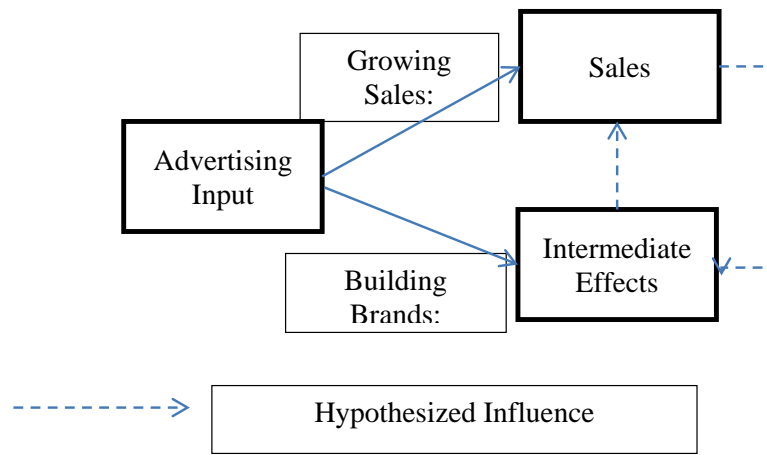 Growing
Sales:
Sales
Advertising
Input
Intermediate
Effects
Building
Brands:
Hypothesized Influence